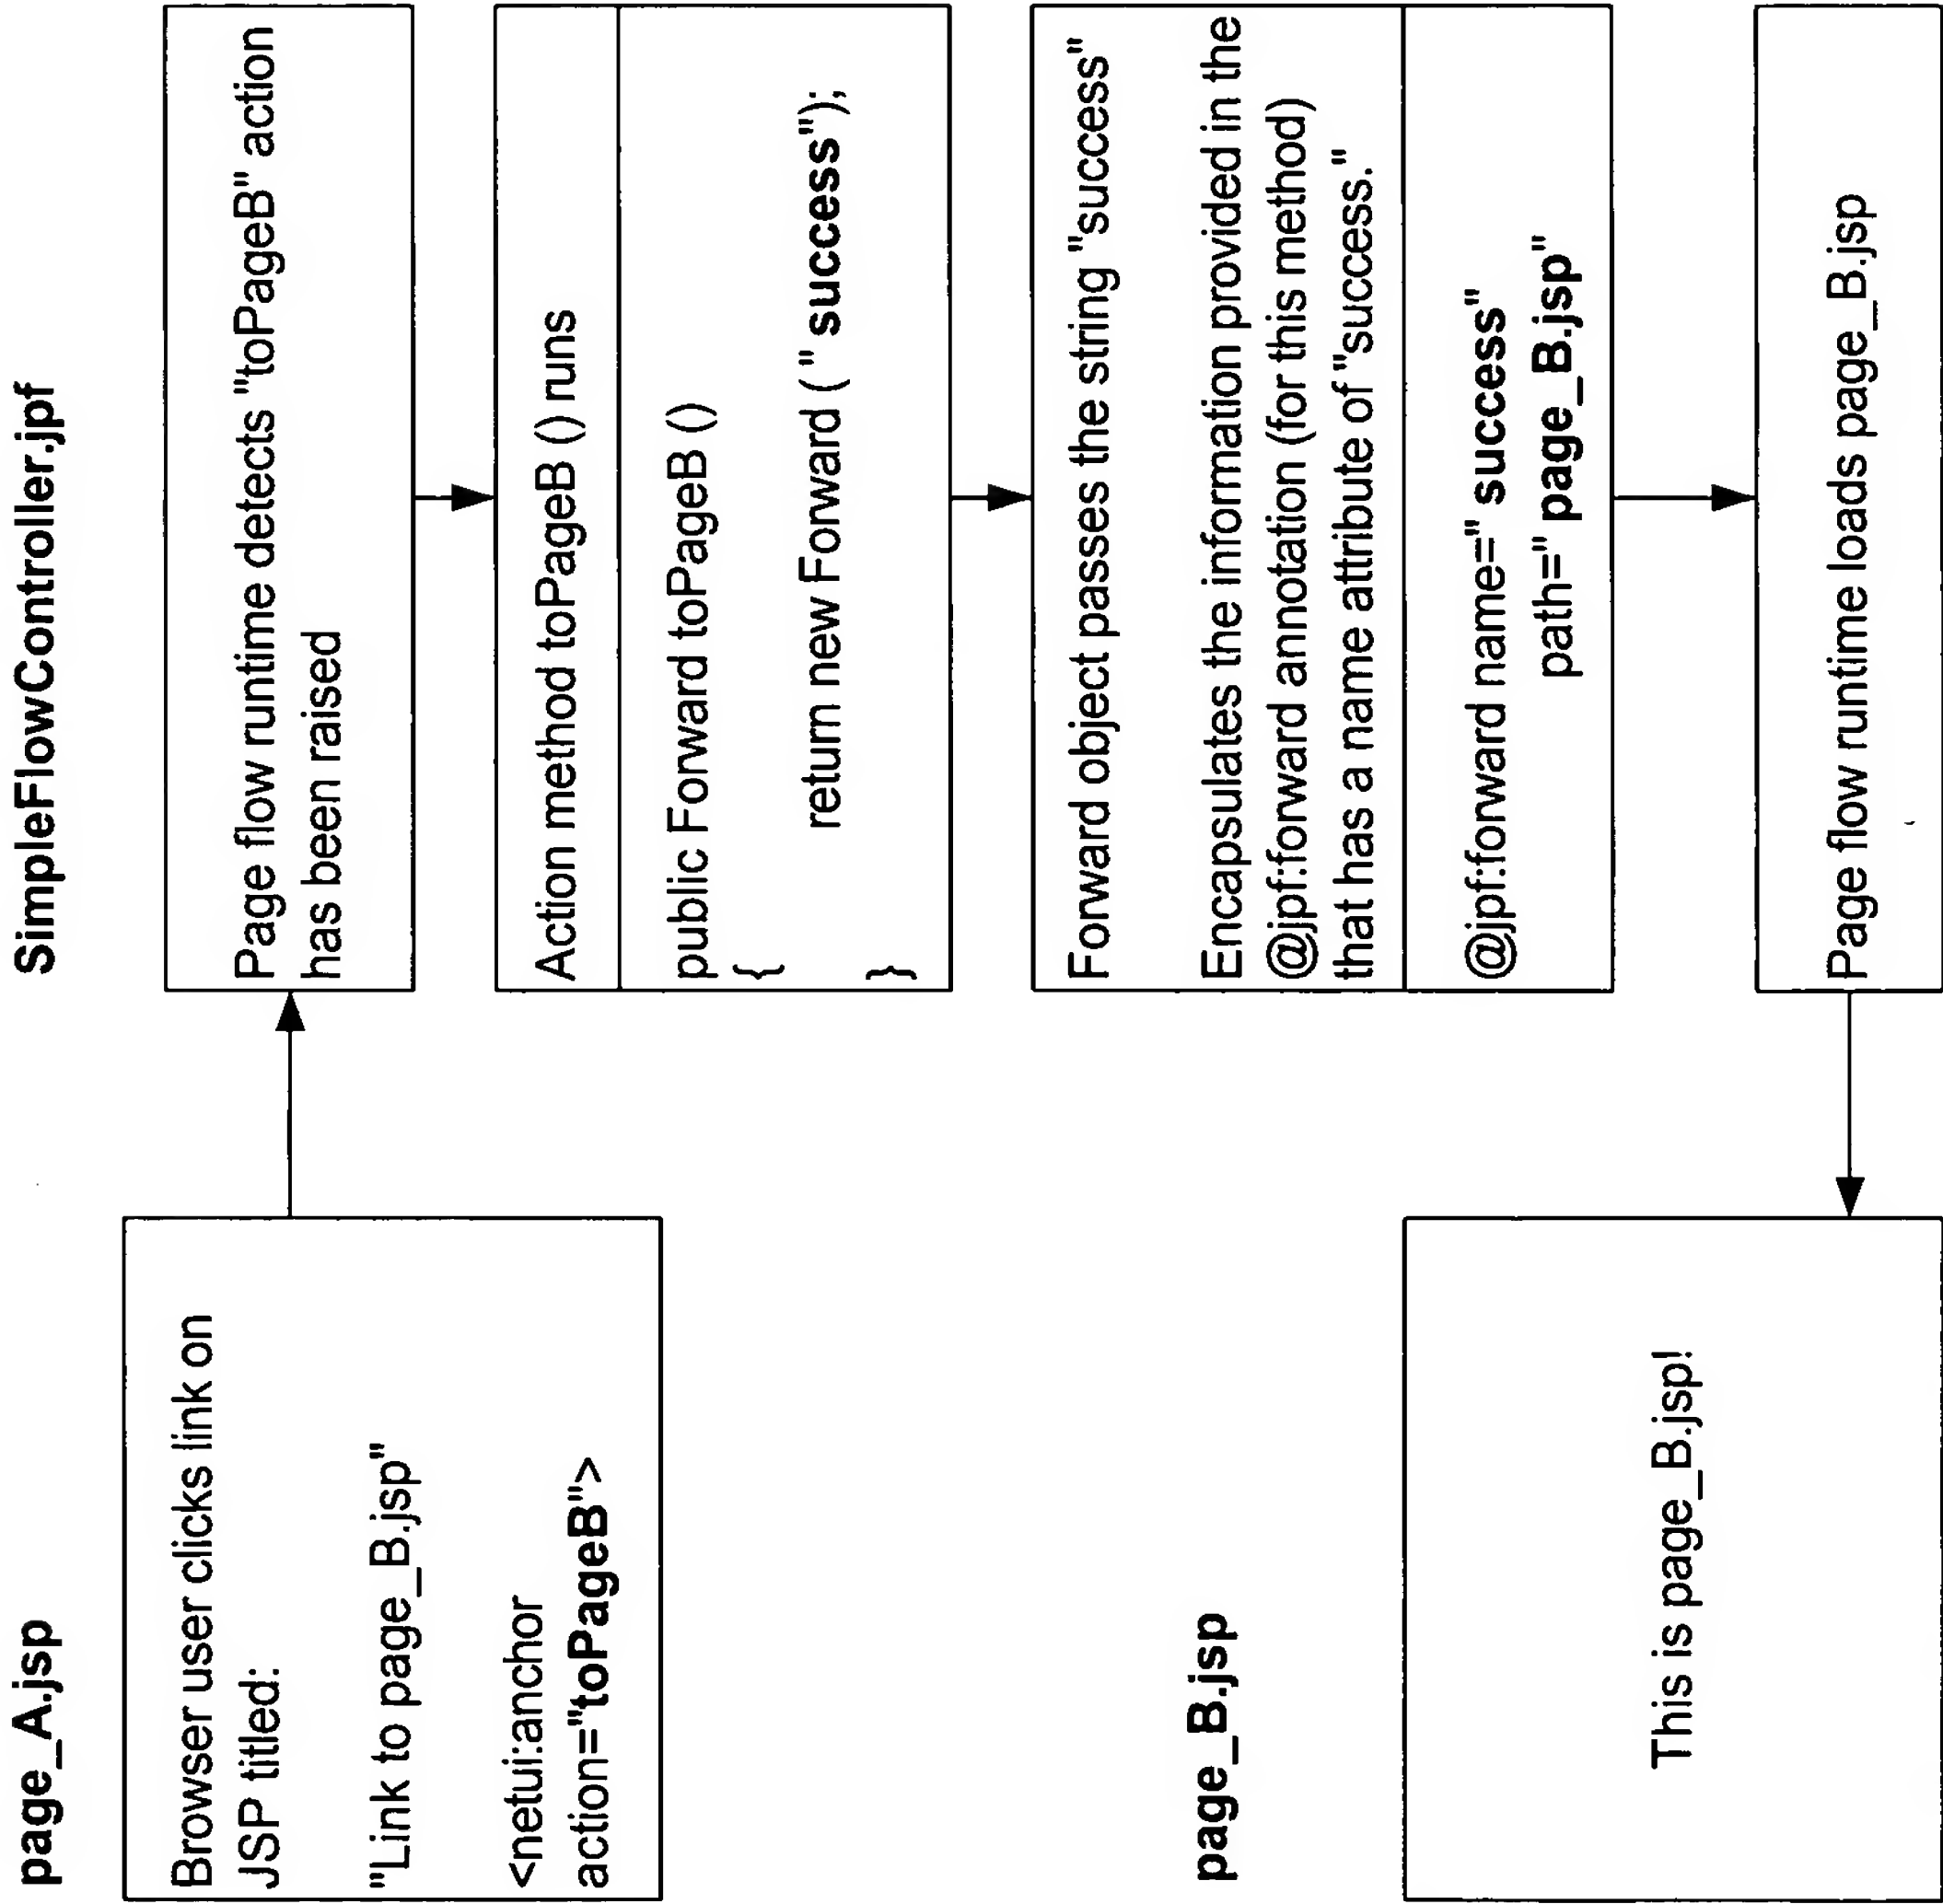 page_A.jsp
Browser user clicks link on
JSP titled:
"Link to page_B.jsp"
<netui:anchor
action="toPageB">
SimpleFlowController.jpf
Page flow runtime detects "toPageB" action
has been raised
Action method toPageB () runs
public Forward toPageB ()
{
return new Forward (" success");
}
Forward object passes the string "success"
Encapsulates the information provided in the
@jpf:forward annotation (for this method)
that has a name attribute of "success."
@jpf:forward name=" success"
path=" page_B.jsp"
Page flow runtime loads page_B.jsp
page_B.jsp
This is page_B.jsp!